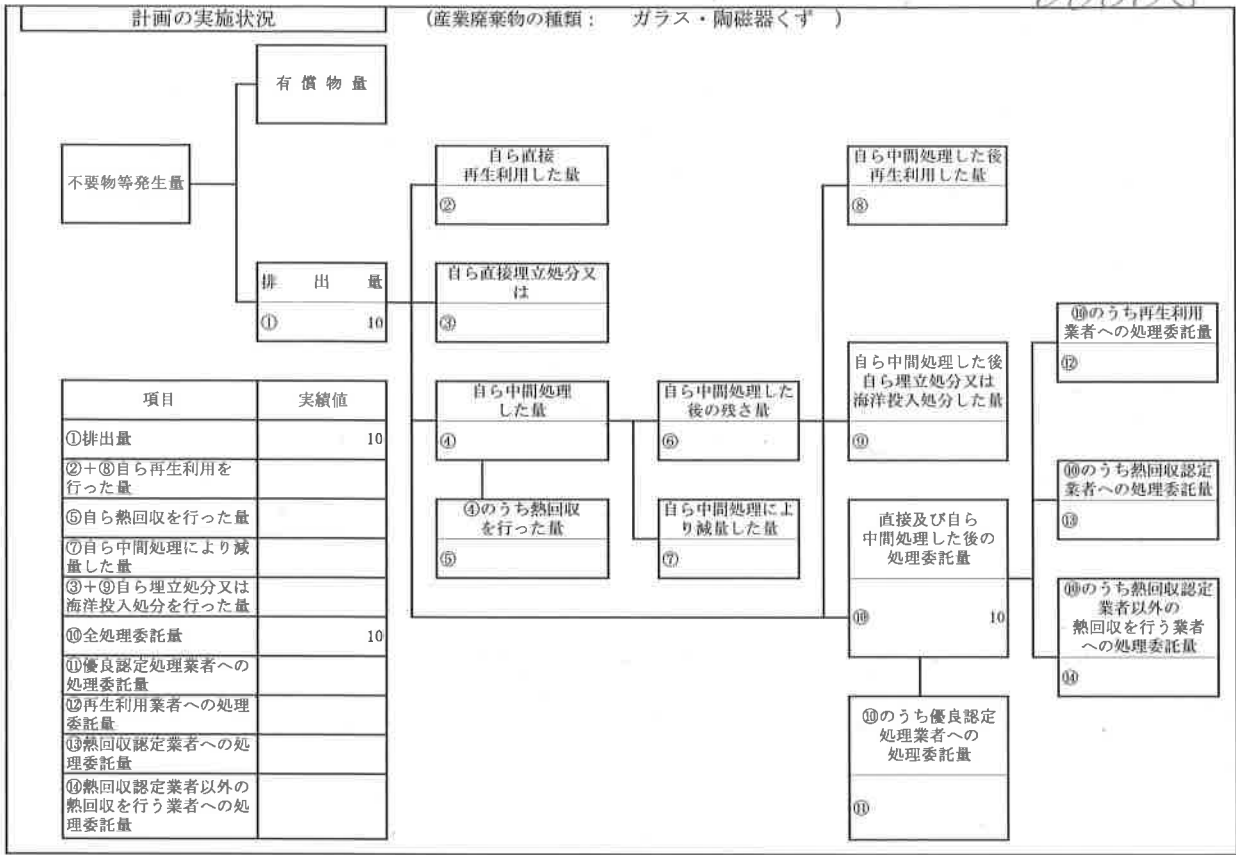 計画の実施状況
(産業廃棄物の種類： ガラス・陶磁器くず ）
有償物量
不要物等発生量
排出量
① 10
自ら直接
再生利用した量
②
自ら直接埋立処分又
は
③
自ら中間処理
した量
④
④のうち熱回収
を行った量
⑤
自ら中間処理した
後の残さ量
⑥
自ら中間処理によ
り減量した量
⑦
自ら中間処理した後
再生利用した量
⑧
自ら中間処理した後
自ら埋立処分又は
海洋投入処分した量
⑨
直接及び自ら
中間処理した後の
処理委託量
⑩ 10
⑩のうち優良認定
処理業者への
処理委託量
⑪
⑩のうち再生利用
業者への処理委託量
⑫
⑩のうち熱回収認定
業者への処理委託量
⑬
⑩のうち熱回収認定
業者以外の
熱回収を行う業者
への処理委託量
⑭
項目 実績値
①排出量 10
②＋⑧自ら再生利用を
行った量
⑤自ら熱回収を行った量
⑦自ら中間処理により減
量した量
③＋⑨自ら埋立処分又は
海洋投入処分を行った量
⑩全処理委託量 10
⑪優良認定処理業者への
処理委託量
⑫再生利用業者への処理
委託量
⑬熱回収認定業者への処
理委託量
⑭熱回収認定業者以外の
熱回収を行う業者への処
理委託量